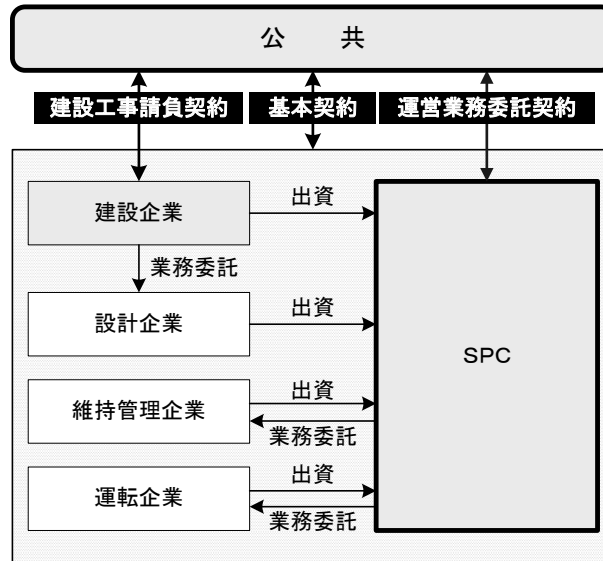 公　共
建設工事請負契約
基本契約
運営業務委託契約
建設企業
出資
業務委託
設計企業
出資
SPC
維持管理企業
出資
業務委託
運転企業
出資
業務委託